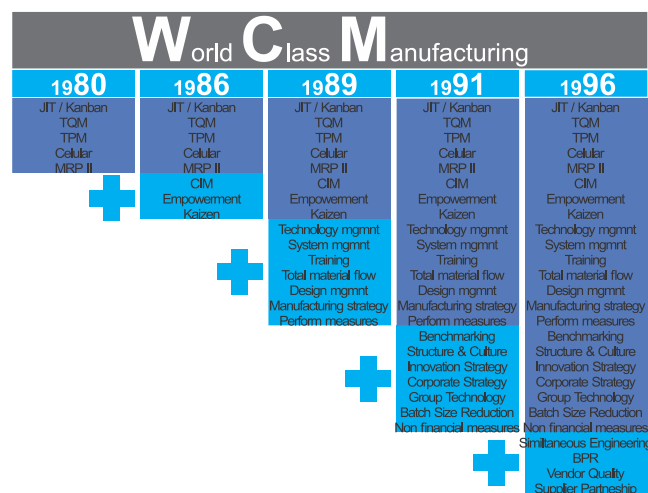 World Class Manufacturing
1980
JIT / Kanban
TQM
TPM
Celular
MRP II
1986
JIT / Kanban
TQM
TPM
Celular
MRP II
CIM
Empowerment
Kaizen
1989
JIT / Kanban
TQM
TPM
Celular
MRP II
CIM
Empowerment
Kaizen
Technology mgmnt
System mgmnt
Training
Total material flow
Design mgmnt
Manufacturing strategy
Perform measures
1991
JIT / Kanban
TQM
TPM
Celular
MRP II
CIM
Empowerment
Kaizen
Technology mgmnt
System mgmnt
Training
Total material flow
Design mgmnt
Manufacturing strategy
Perform measures
Benchmarking
Structure & Culture
Innovation Strategy
Corporate Strategy
Group Technology
Batch Size Reduction
Non financial measures
1996
JIT / Kanban
TQM
TPM
Celular
MRP II
CIM
Empowerment
Kaizen
Technology mgmnt
System mgmnt
Training
Total material flow
Design mgmnt
Manufacturing strategy
Perform measures
Benchmarking
Structure & Culture
Innovation Strategy
Corporate Strategy
Group Technology
Batch Size Reduction
Non financial measures
Similtaneous Engineering
BPR
Vendor Quality
Supplier Partneship